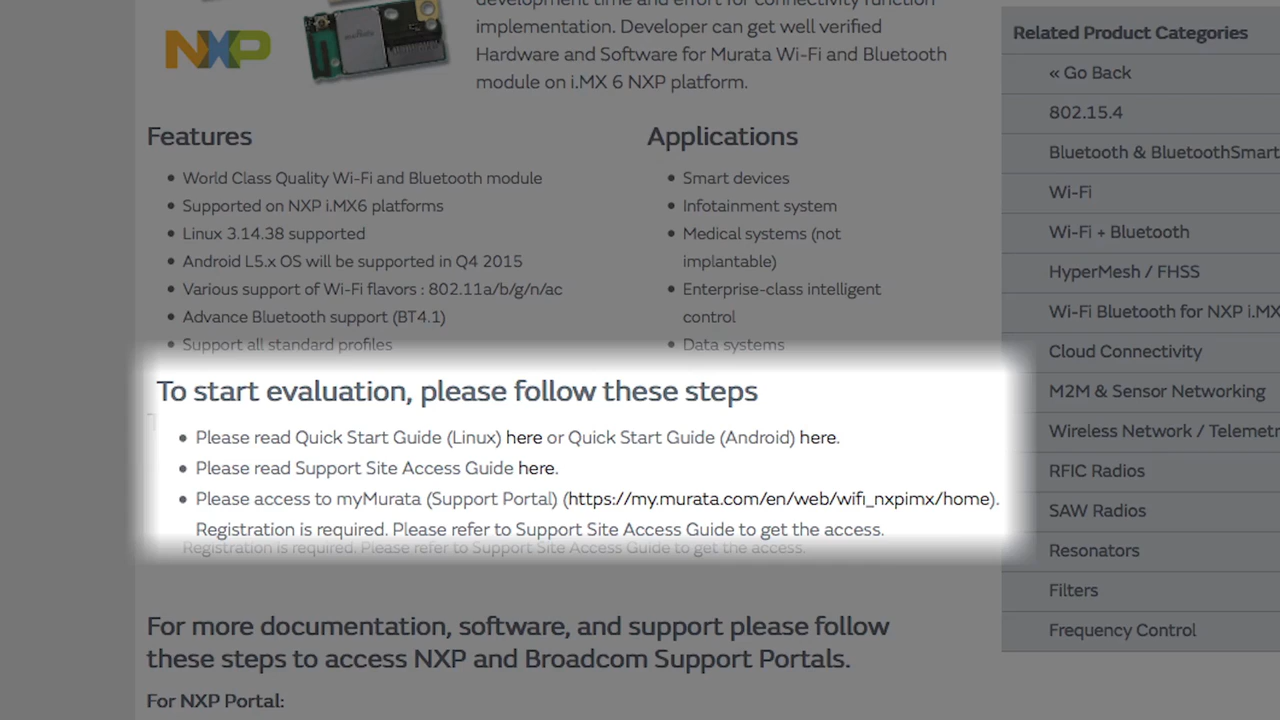 development time and effort for connectivity function
implementation. Developer can get well verified
Hardware and Software for Murata Wi-Fi and Bluetooth
module on i.MX 6 NXP platform.
NXP
muRata
Features
World Class Quality Wi-Fi and Bluetooth module
Supported on NXP i.MX6 platforms
Linux 3.14.38 supported
Android L5.x OS will be supported in Q4 2015
Various support of Wi-Fi flavors : 802.11a/b/g/n/ac
Advance Bluetooth support (BT4.1)
Support all standard profiles
Applications
Smart devices
Infotainment system
Medical systems (not
implantable)
Enterprise-class intelligent
control
Data systems
To start evaluation, please follow these steps
Please read Quick Start Guide (Linux) here or Quick Start Guide (Android) here.
Please read Support Site Access Guide here.
Please access to myMurata (Support Portal) (https://my.murata.com/en/web/wifi_nxpimx/home).
Registration is required. Please refer to Support Site Access Guide to get the access.
Registration is required. Please refer to Support Site Access Guide to get the access.
For more documentation, software, and support please follow
these steps to access NXP and Broadcom Support Portals.
For NXP Portal:
Related Product Categories
« Go Back
802.15.4
Bluetooth & BluetoothSmart
Wi-Fi
Wi-Fi + Bluetooth
HyperMesh / FHSS
Wi-Fi Bluetooth for NXP i.MX
Cloud Connectivity
M2M & Sensor Networking
Wireless Network / Telemetr
RFIC Radios
SAW Radios
Resonators
Filters
Frequency Control